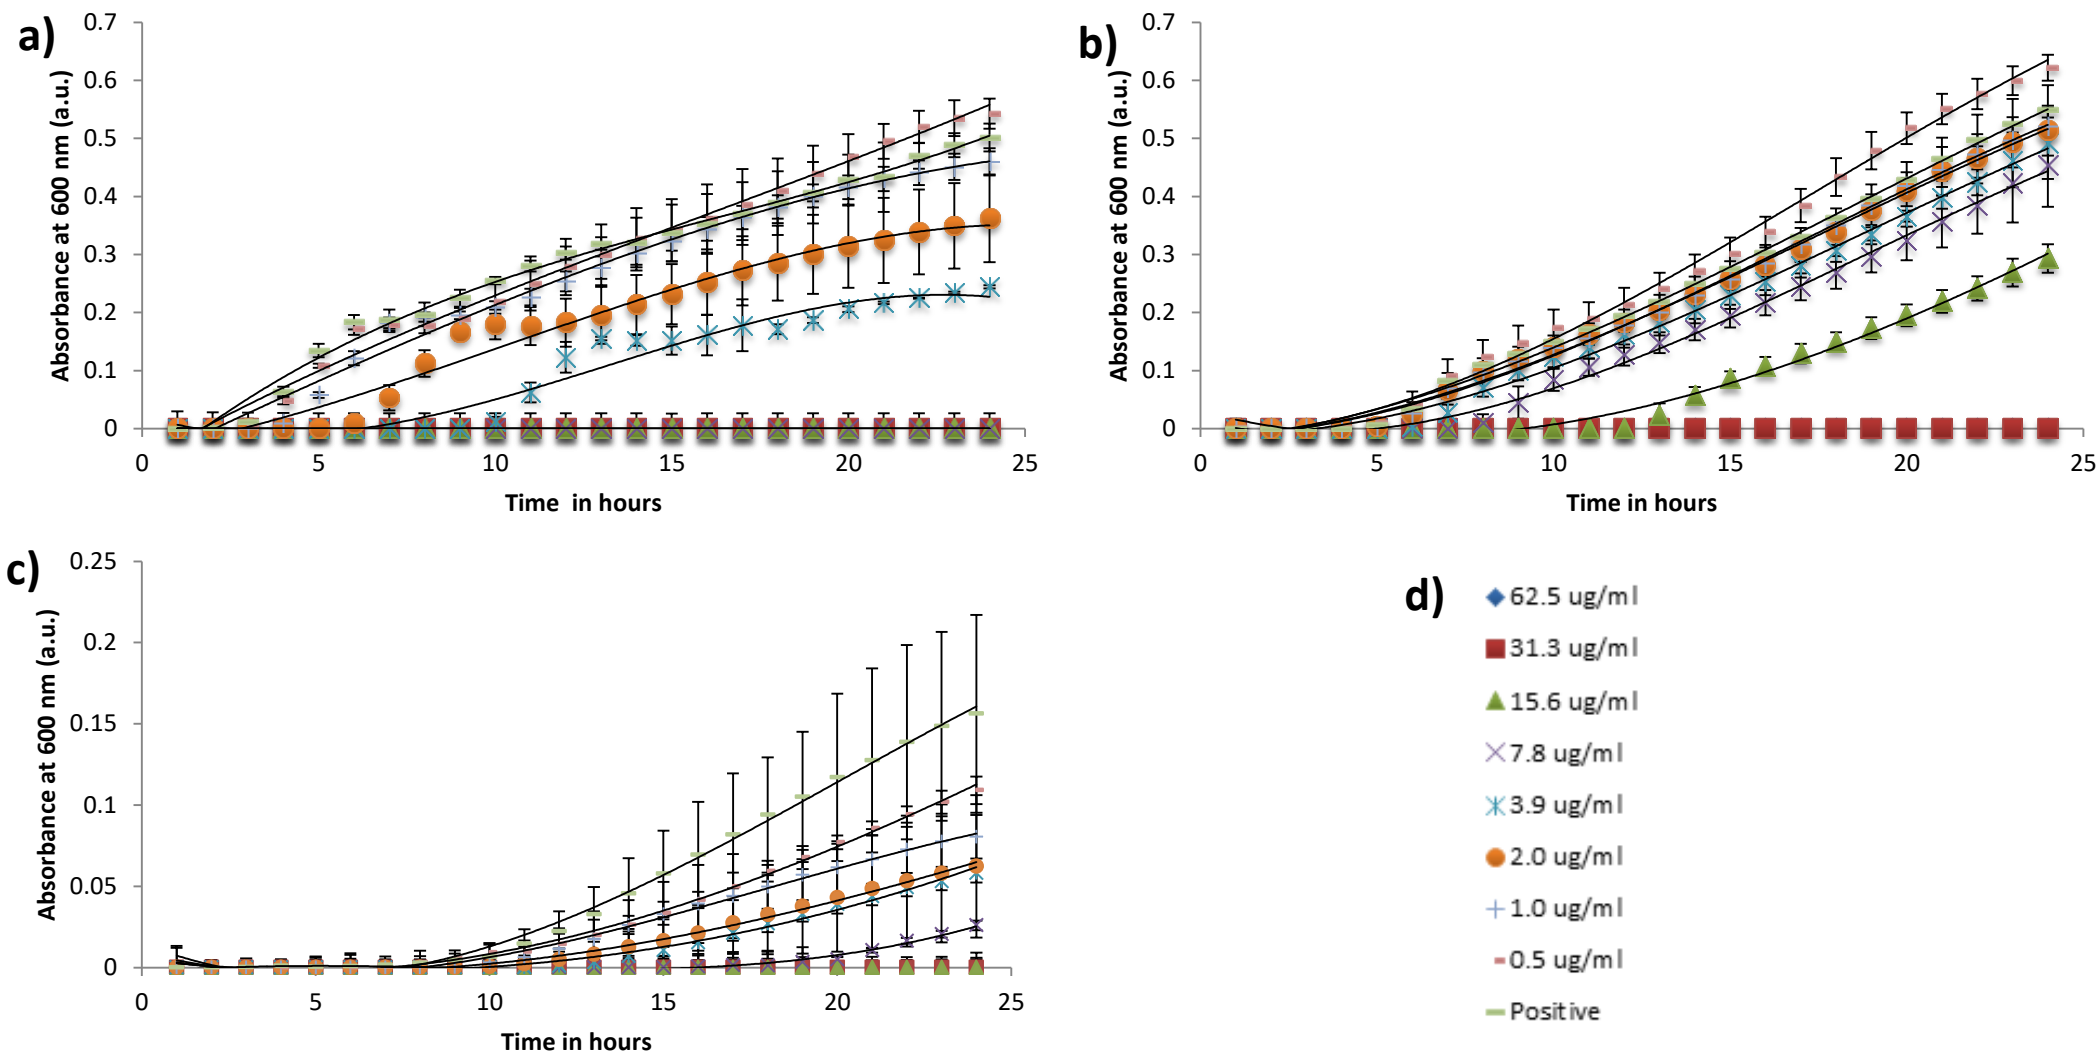 a)
Absorbance at 600 nm (a.u.)
0.7
0.6
0.5
0.4
0.3
0.2
0.1
0
0 5 10 15 20 25
Time in hours
b)
Absorbance at 600 nm (a.u.)
0.7
0.6
0.5
0.4
0.3
0.2
0.1
0
0 5 10 15 20 25
Time in hours
c)
Absorbance at 600 nm (a.u.)
0.25
0.2
0.15
0.1
0.05
0
0 5 10 15 20 25
Time in hours
d)
62.5 ug/ml
31.3 ug/ml
15.6 ug/ml
7.8 ug/ml
3.9 ug/ml
2.0 ug/ml
1.0 ug/ml
0.5 ug/ml
Positive